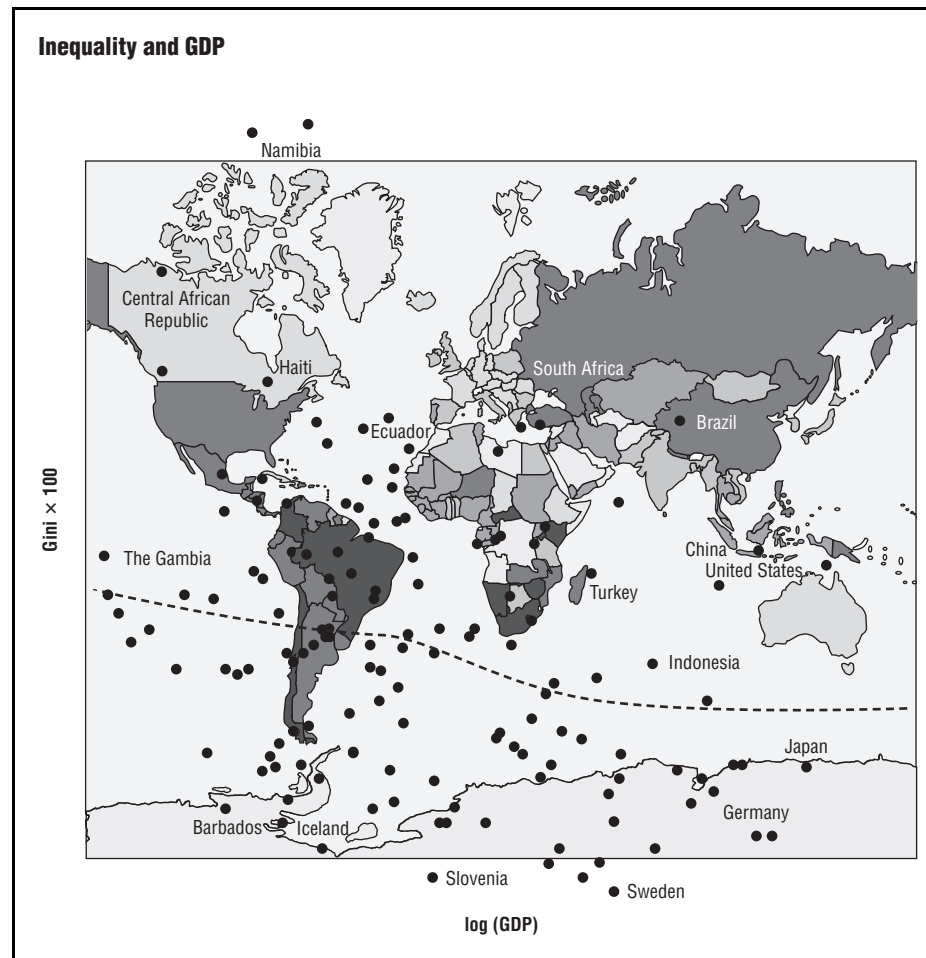 Inequality and GDP
Namibia
Central African
Republic
Haiti
South Africa
Ecuador
Brazil
Gini × 100
The Gambia
China
United States
Turkey
Indonesia
Japan
Germany
Barbados
Iceland
Slovenia
Sweden
log (GDP)